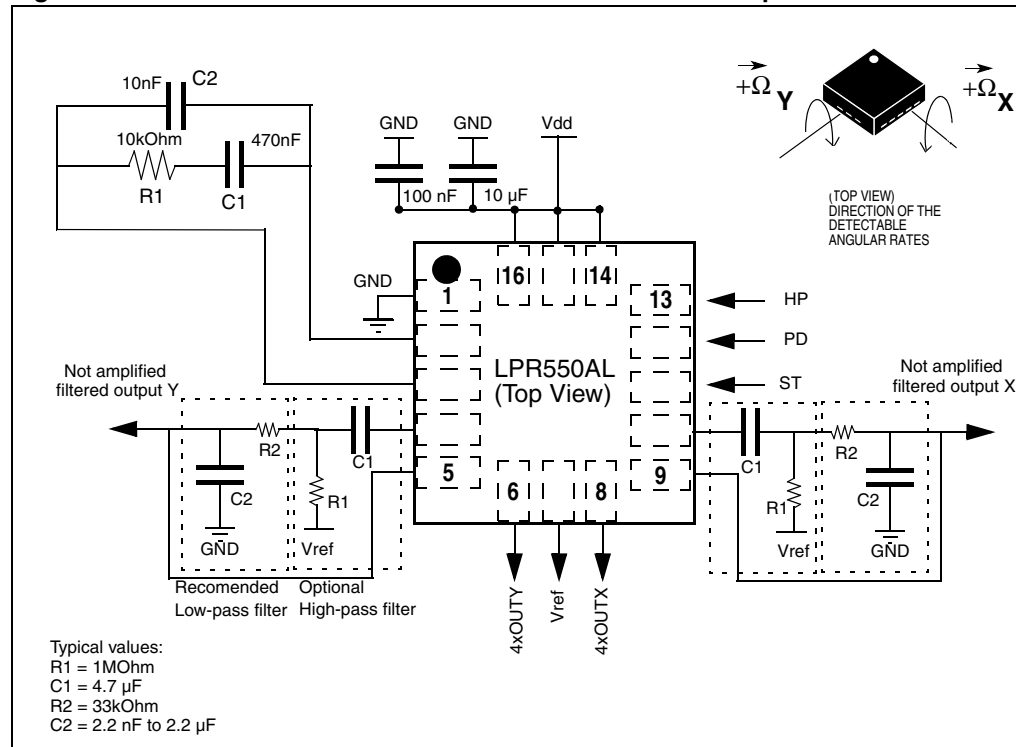 10nF
C2
10kOhm
470nF
R1
C1
GND
GND
Vdd
100 nF
10 µF
+Ω Y
+Ω X
(TOP VIEW)
DIRECTION OF THE
DETECTABLE
ANGULAR RATES
GND
1
16
14
13
HP
PD
ST
LPR550AL
(Top View)
Not amplified
filtered output Y
Not amplified
filtered output X
R2
C1
C2
R1
GND
Vref
5
6
8
9
C1
R2
R1
C2
Vref
GND
Recomended
Low-pass filter
Optional
High-pass filter
4xOUTY
Vref
4xOUTX
Typical values:
R1 = 1MOhm
C1 = 4.7 µF
R2 = 33kOhm
C2 = 2.2 nF to 2.2 µF